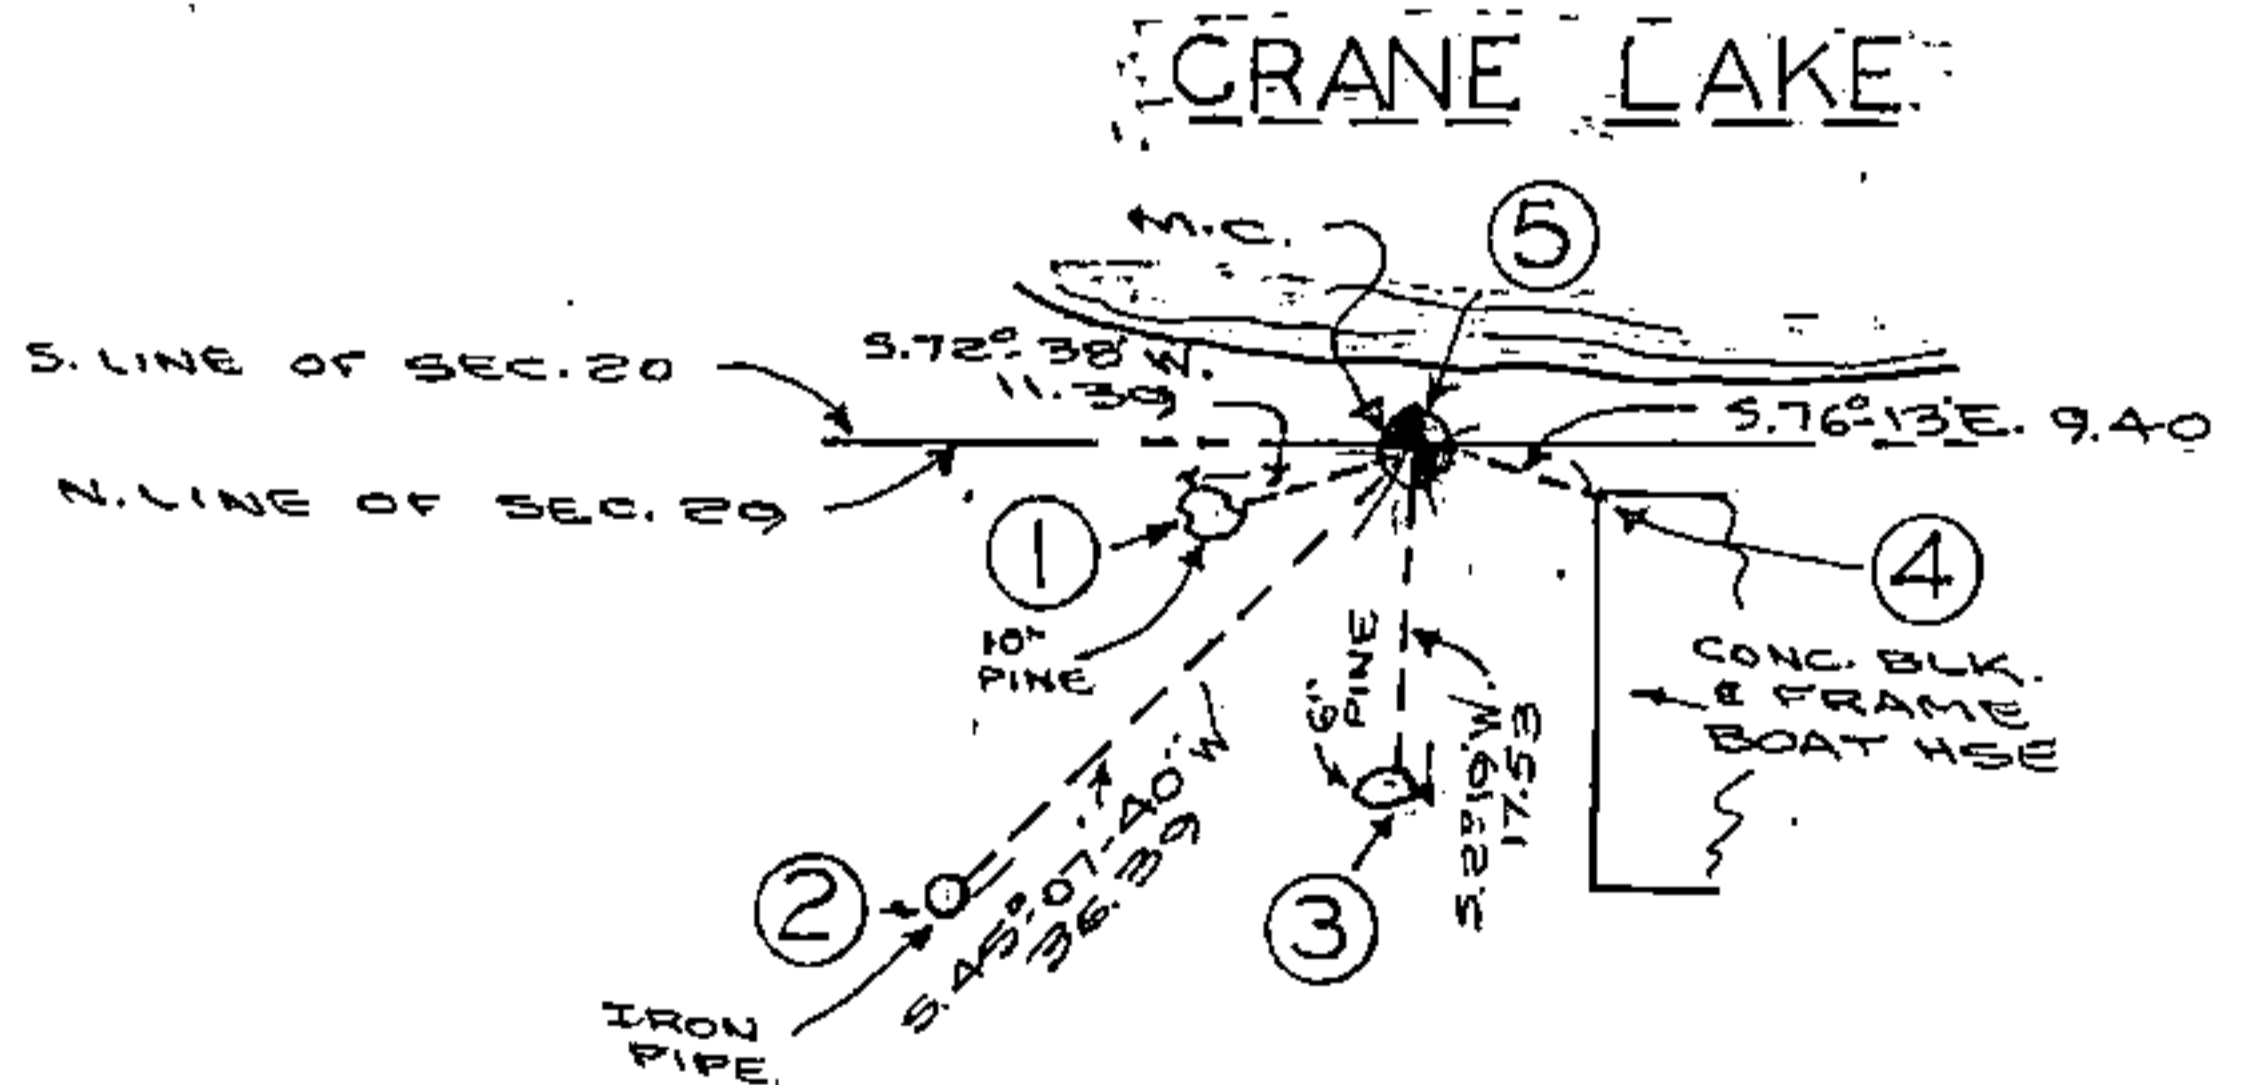 CRANE LAKE
M.C.
5
S. LINE OF SEC. 20
S.72°-38'W.
11.39
S.76°-13'E. 9.40
N. LINE OF SEC. 29
1
4
10"
PINE
6"
PINE
S.2°19'W.
17.53
CONC. BLK.
& FRAME
BOAT HSE
2
S.45°-07'-40"W
36.39
3
IRON
PIPE